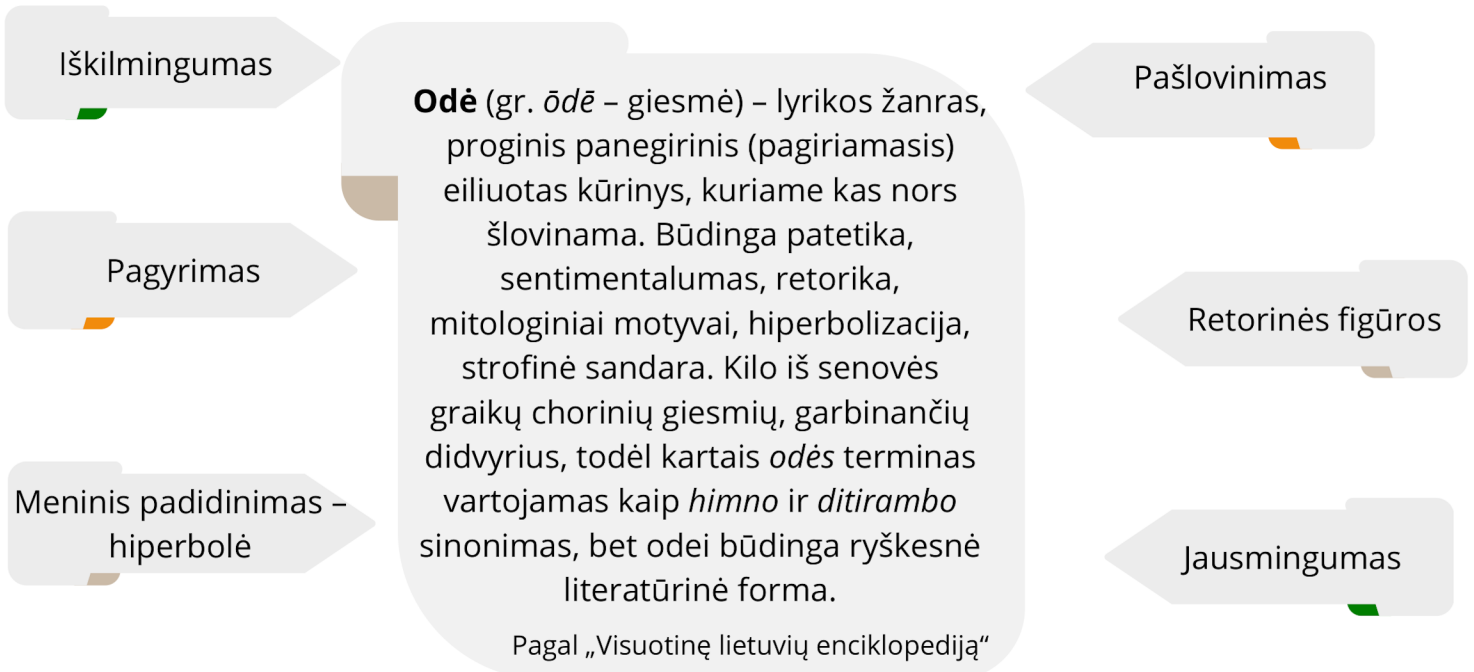 Iškilmingumas
Pagyrimas
Meninis padidinimas –
hiperbolė
Odė (gr. ōdē – giesmė) – lyrikos žanras,
proginis panegirinis (pagiriamasis)
eiliuotas kūrinys, kuriame kas nors
šlovinama. Būdinga patetika,
sentimentalumas, retorika,
mitologiniai motyvai, hiperbolizacija,
strofinė sandara. Kilo iš senovės
graikų chorinių giesmių, garbinančių
didvyrius, todėl kartais odės terminas
vartojamas kaip himno ir ditirambo
sinonimas, bet odei būdinga ryškesnė
literatūrinė forma.
Pagal „Visuotinę lietuvių enciklopediją“
Pašlovinimas
Retorinės figūros
Jausmingumas